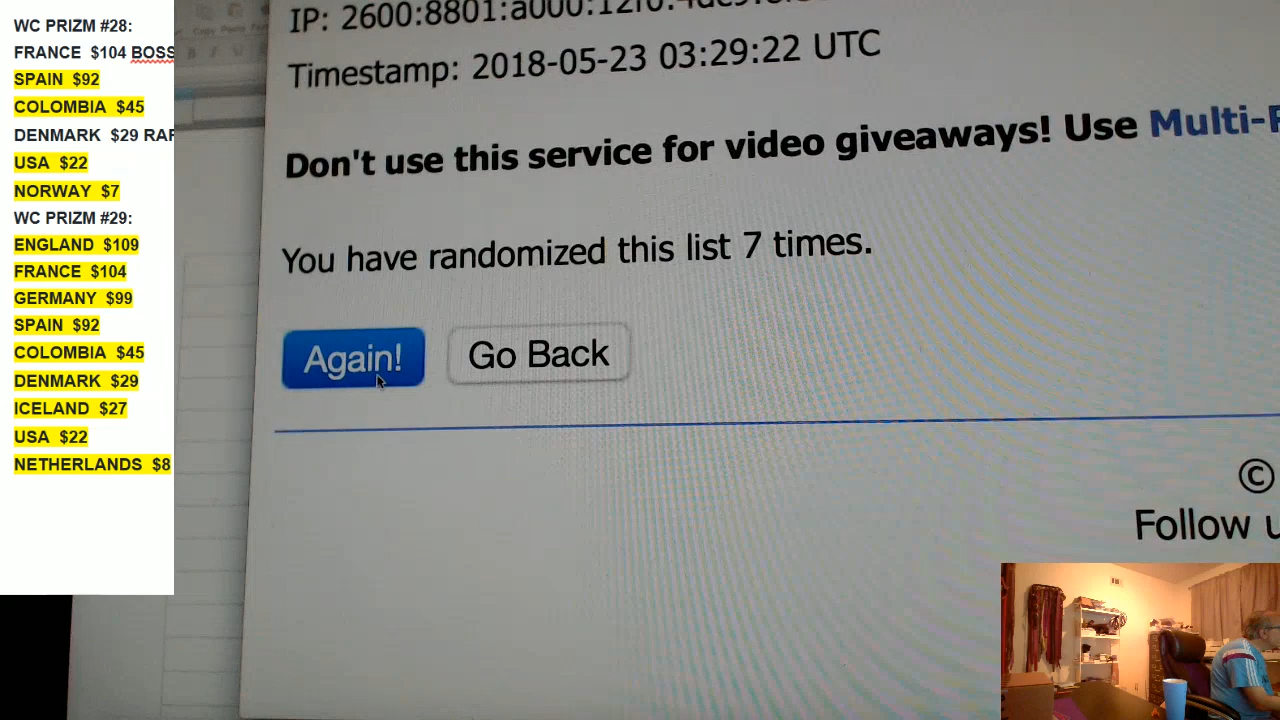 WC PRIZM #28:
FRANCE $104 BOSS
SPAIN $92
COLOMBIA $45
DENMARK $29
USA $22
NORWAY $7
WC PRIZM #29:
ENGLAND $109
FRANCE $104
GERMANY $99
SPAIN $92
COLOMBIA $45
DENMARK $29
ICELAND $27
USA $22
NETHERLANDS $8
IP: 2600:8801:a000:12f0:
Timestamp: 2018-05-23 03:29:22 UTC
Don't use this service for video giveaways! Use
You have randomized this list 7 times.
Again! Go Back
©
Follow